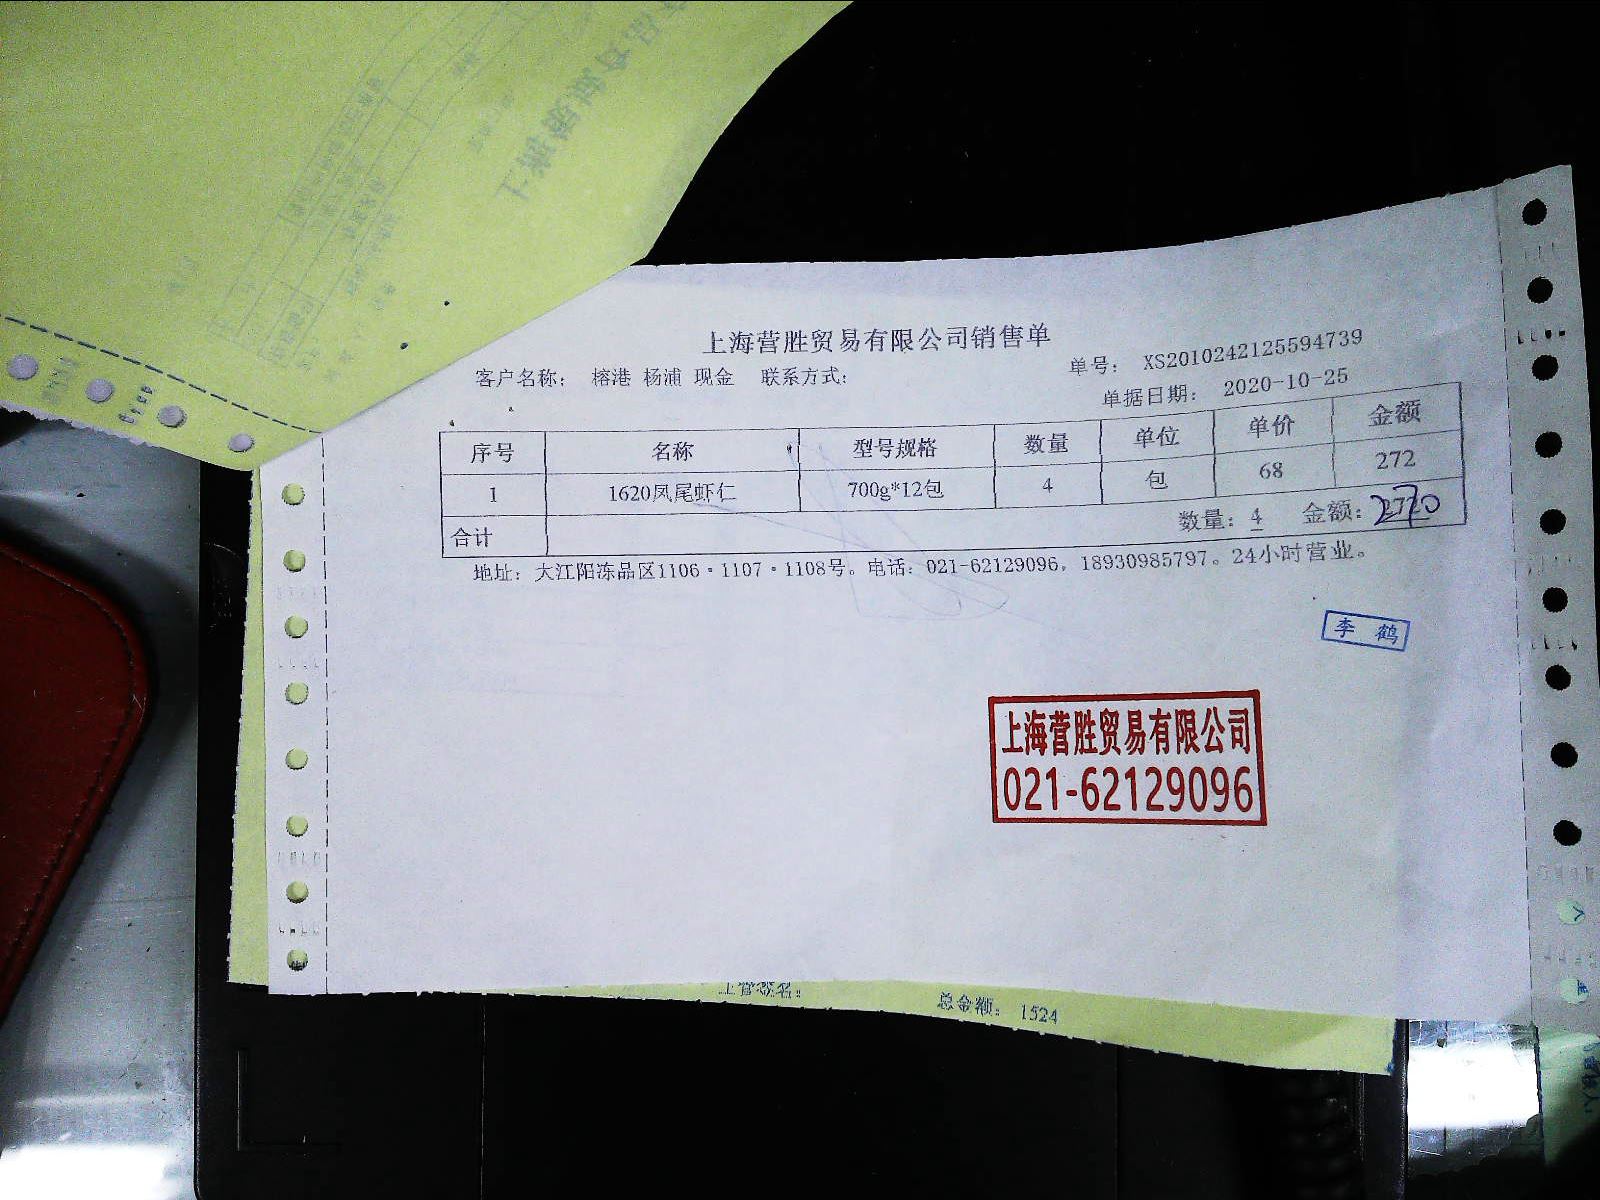 上海营胜贸易有限公司销售单
单号： XS2010242125594739
客户名称： 榕港 杨浦 现金 联系方式：
单据日期： 2020-10-25
序号 名称 型号规格 数量 单位 单价 金额
1 1620凤尾虾仁 700g*12包 4 包 68 272
合计 数量：4 金额：270
地址：大江阳冻品区1106·1107·1108号。电话：021-62129096，18930985797。24小时营业。
李鹤
上海营胜贸易有限公司
021-62129096
主管签名：
总金额： 1524